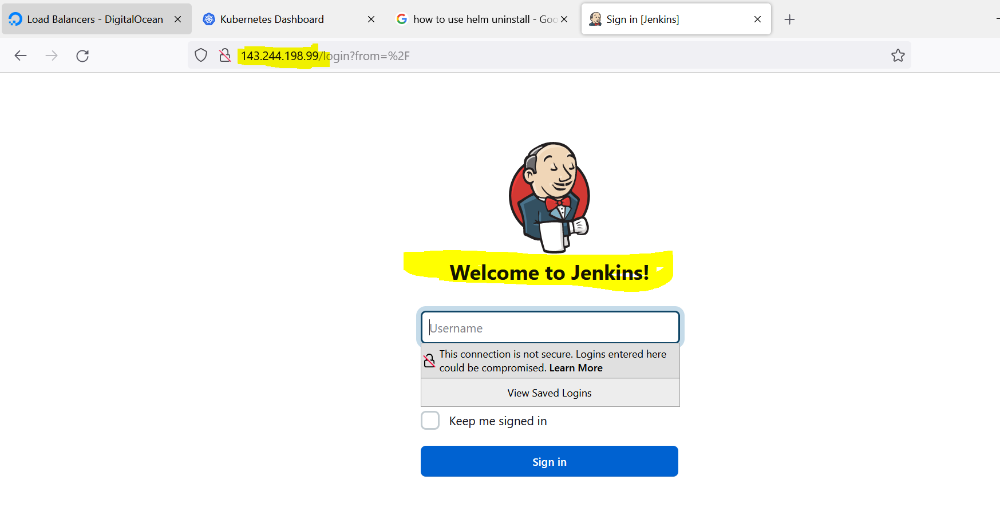 Load Balancers - DigitalOcean
Kubernetes Dashboard
how to use helm uninstall - Goo
Sign in [Jenkins]
143.244.198.99/login?from=%2F
Welcome to Jenkins!
Username
This connection is not secure. Logins entered here
could be compromised. Learn More
View Saved Logins
Keep me signed in
Sign in